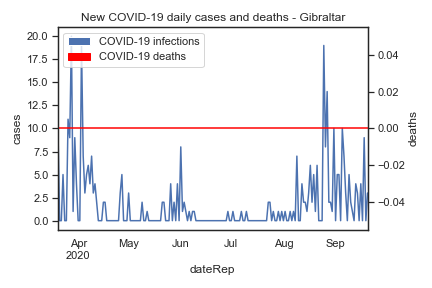 New COVID-19 daily cases and deaths - Gibraltar
COVID-19 infections
COVID-19 deaths
cases
20.0
17.5
15.0
12.5
10.0
7.5
5.0
2.5
0.0
deaths
0.04
0.02
0.00
−0.02
−0.04
Apr
2020
May
Jun
Jul
Aug
Sep
dateRep